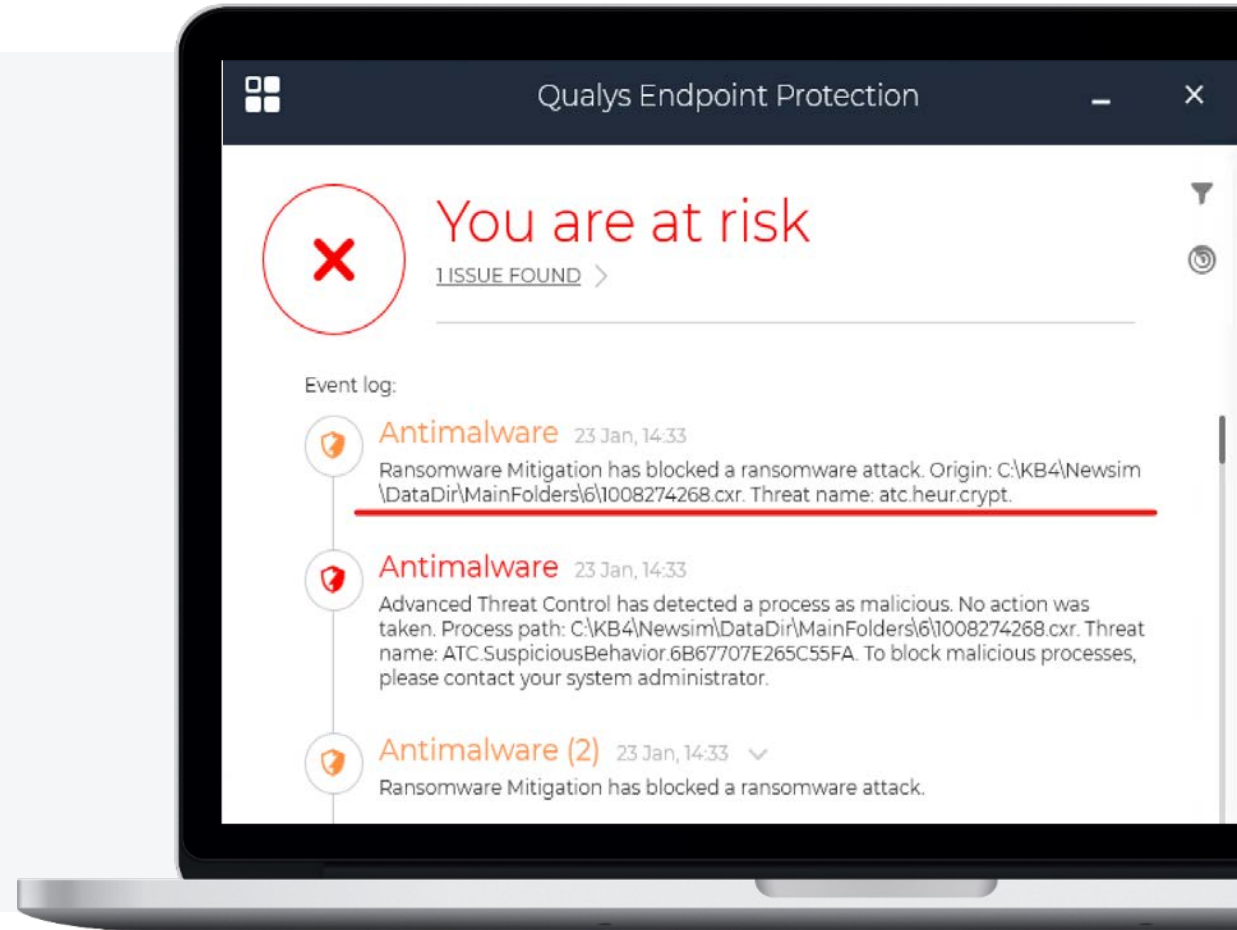 Qualys Endpoint Protection
You are at risk
1 ISSUE FOUND
Event log:
Antimalware 23 Jan, 14:33
Ransomware Mitigation has blocked a ransomware attack. Origin: C:\KB4\Newsim
\DataDir\MainFolders\6\1008274268.cxr. Threat name: atc.heur.crypt.
Antimalware 23 Jan, 14:33
Advanced Threat Control has detected a process as malicious. No action was
taken. Process path: C:\KB4\Newsim\DataDir\MainFolders\6\1008274268.cxr. Threat
name: ATC.SuspiciousBehavior.6B67707E265C55FA. To block malicious processes,
please contact your system administrator.
Antimalware (2) 23 Jan, 14:33
Ransomware Mitigation has blocked a ransomware attack.